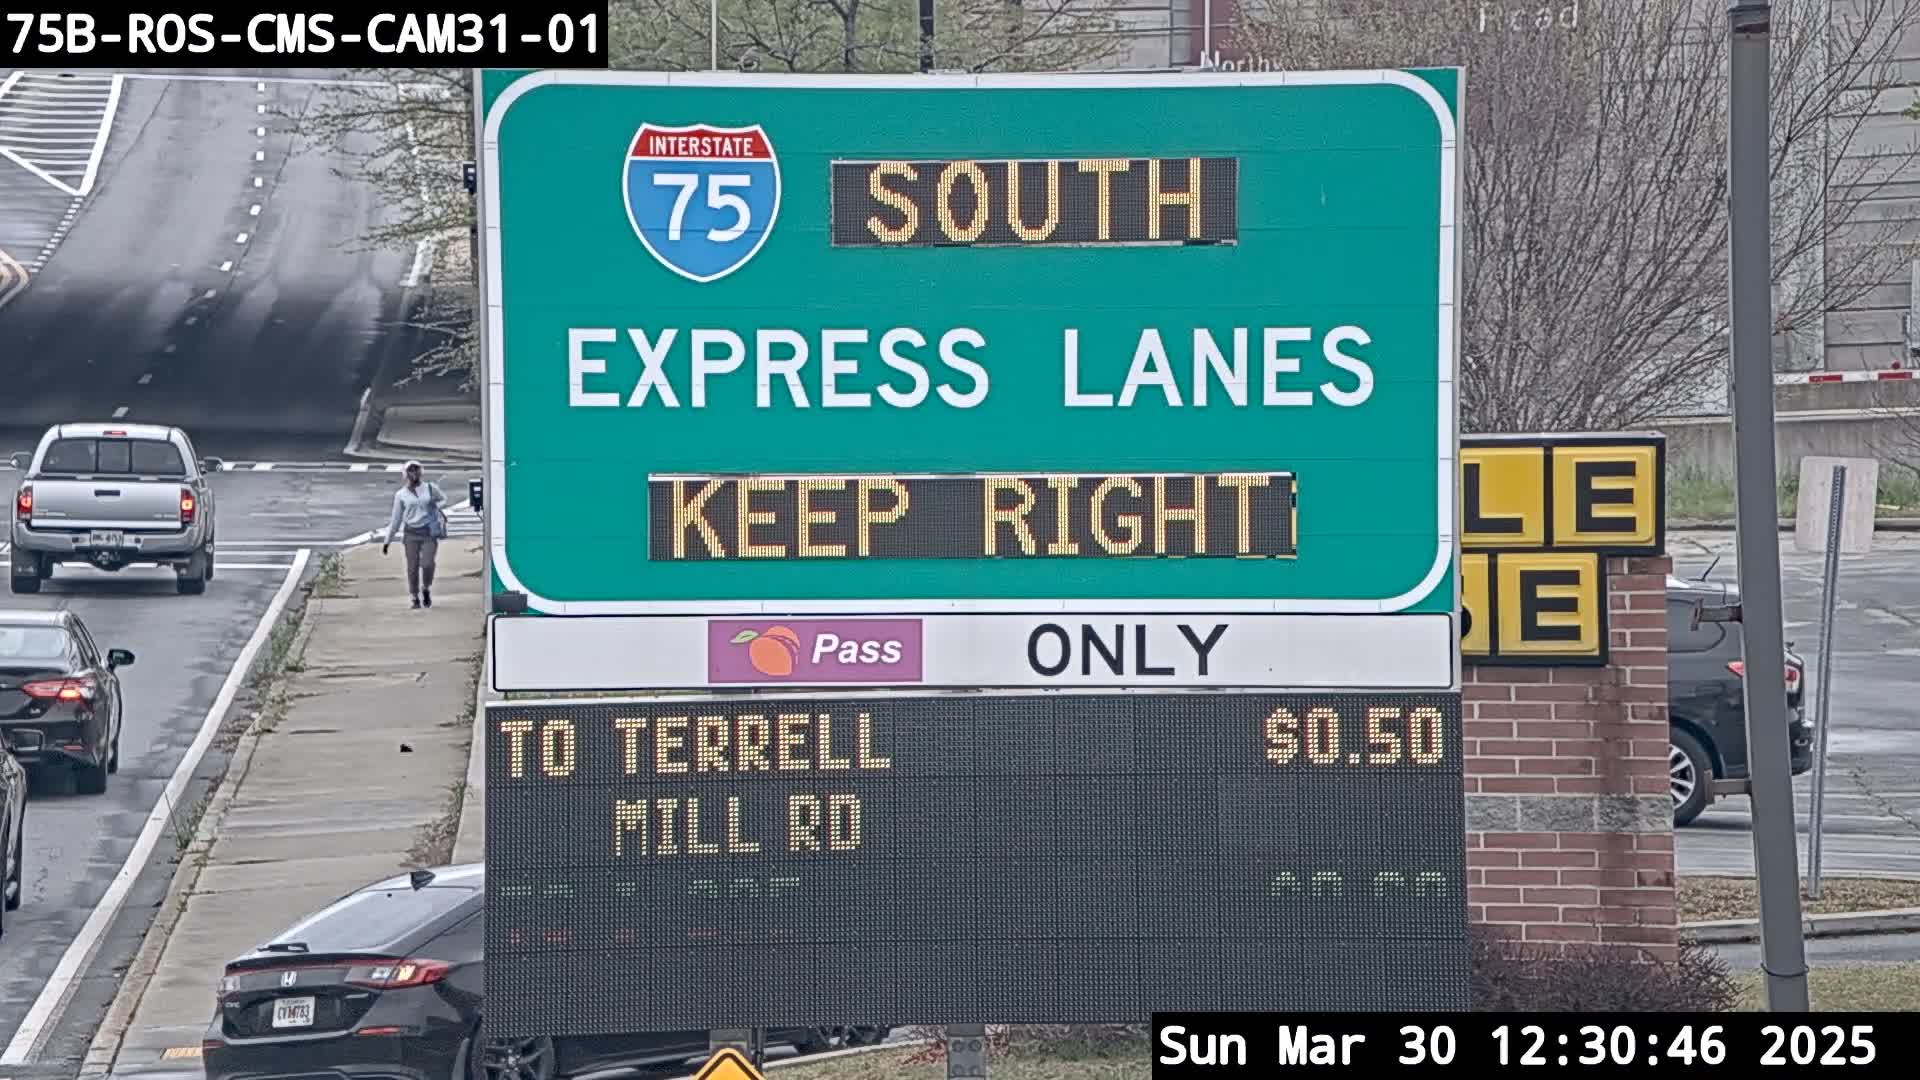 75B-ROS-CMS-CAM31-01
INTERSTATE
75
SOUTH
EXPRESS LANES
KEEP RIGHT
Pass ONLY
TO TERRELL $0.50
MILL RD
LE
E
Sun Mar 30 12:30:46 2025